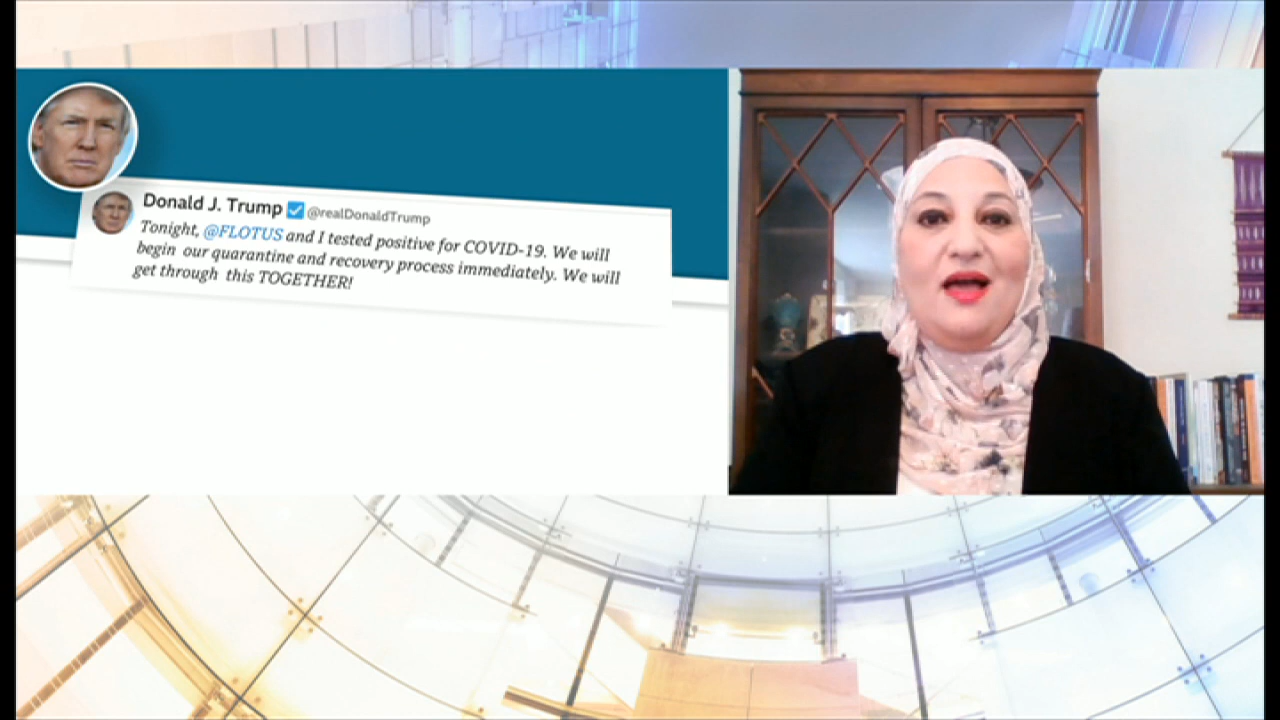 Donald J. Trump @realDonaldTrump
Tonight, @FLOTUS and I tested positive for COVID-19. We will
begin our quarantine and recovery process immediately. We will
get through this TOGETHER!